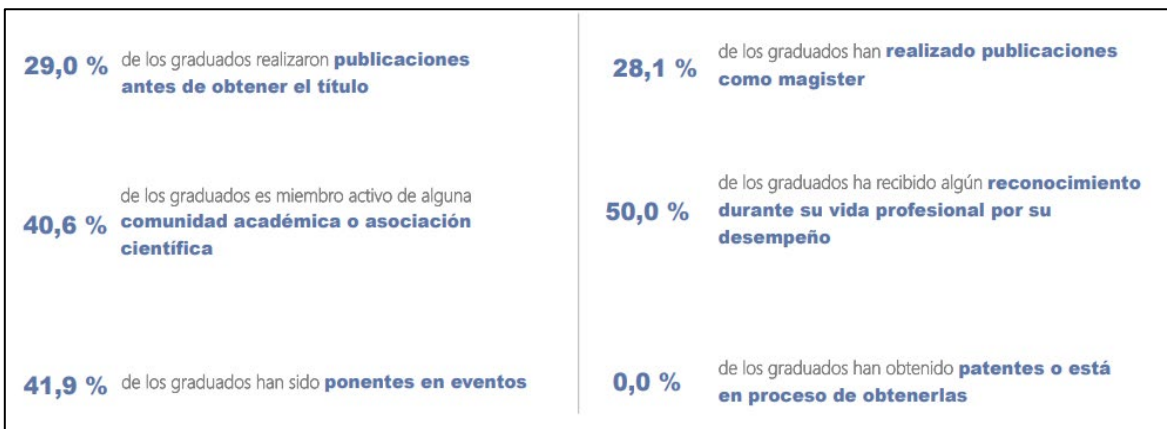 29,0 % de los graduados realizaron publicaciones
antes de obtener el título
40,6 % de los graduados es miembro activo de alguna
comunidad académica o asociación
científica
41,9 % de los graduados han sido ponentes en eventos
28,1 % de los graduados han realizado publicaciones
como magister
50,0 % de los graduados ha recibido algún reconocimiento
durante su vida profesional por su
desempeño
0,0 % de los graduados han obtenido patentes o está
en proceso de obtenerlas